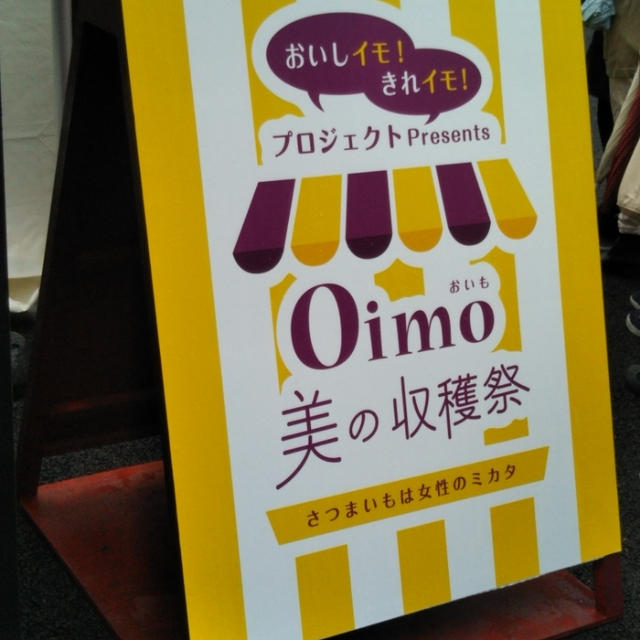 おいしイモ!
きれイモ!
プロジェクトPresents
おいも
Oimo
美の収穫祭
さつまいもは女性のミカタ